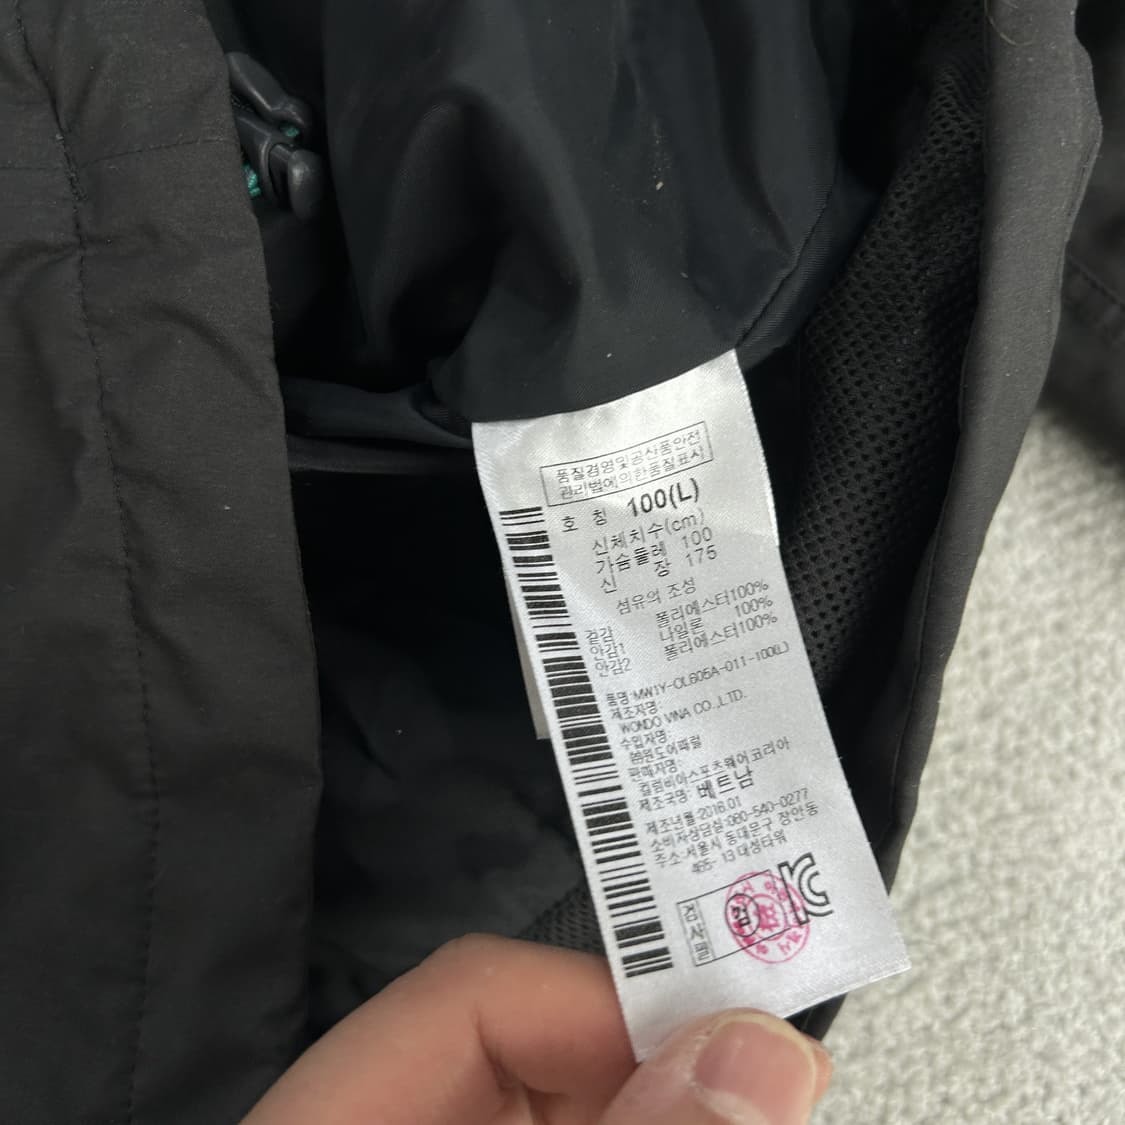 품질경영및공산품안전
관리법에의한품질표시
호 칭 100(L)
신체치수(cm)
가슴둘레 100
신 장 175
섬유의 조성
겉감 폴리에스터100%
안감1 나일론 100%
안감2 폴리에스터100%
품명:MW1Y-OL605A-011-100(L)
제조자명:
WONDO VINA CO.,LTD.
수입자명:
㈜원도어패럴
판매자명:
컬럼비아스포츠웨어코리아
제조국명: 베트남
제조년월:2016.01
소비자상담실:080-540-0277
주소:서울시 동대문구 장안동
465-13 대성타워
검사필
검